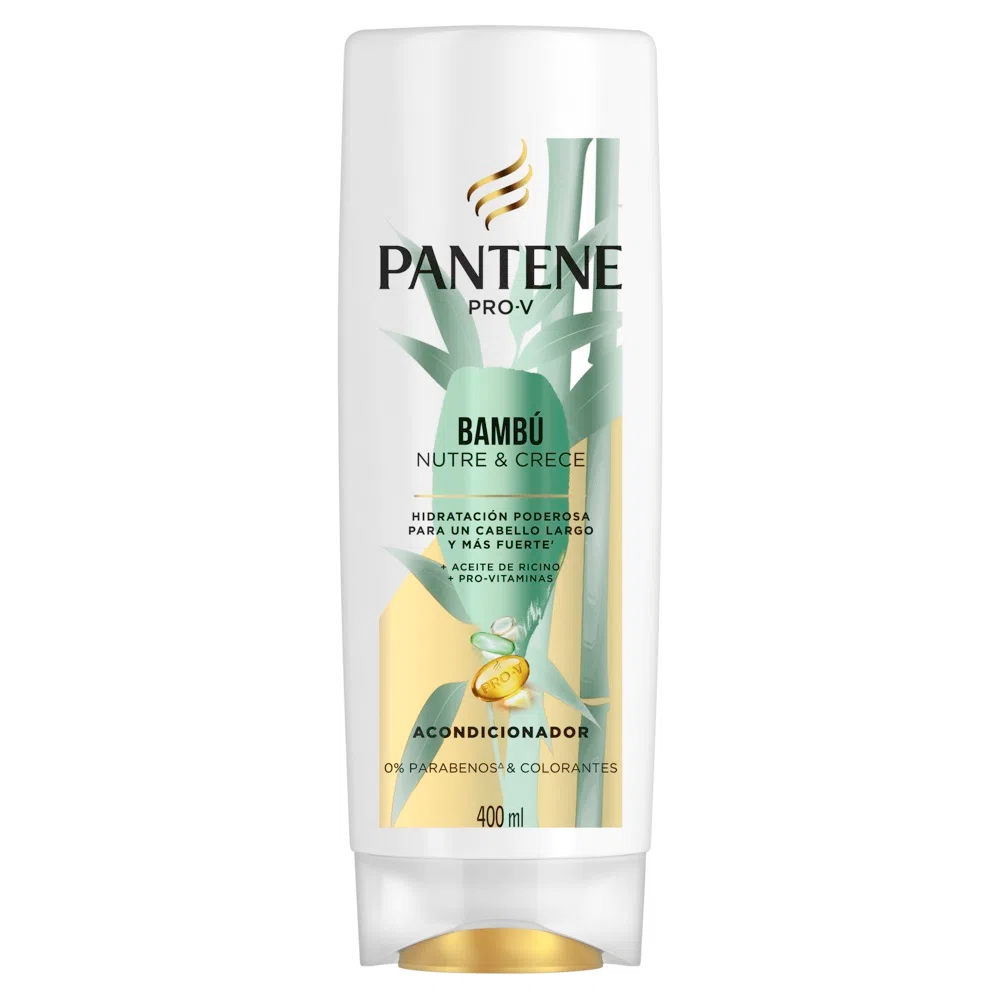 PANTENE
PRO-V
BAMBÚ
NUTRE & CRECE
HIDRATACIÓN PODEROSA
PARA UN CABELLO LARGO
Y MÁS FUERTE'
+ ACEITE DE RICINO
+ PRO-VITAMINAS
PRO-V
ACONDICIONADOR
0% PARABENOS∆ & COLORANTES
400 ml